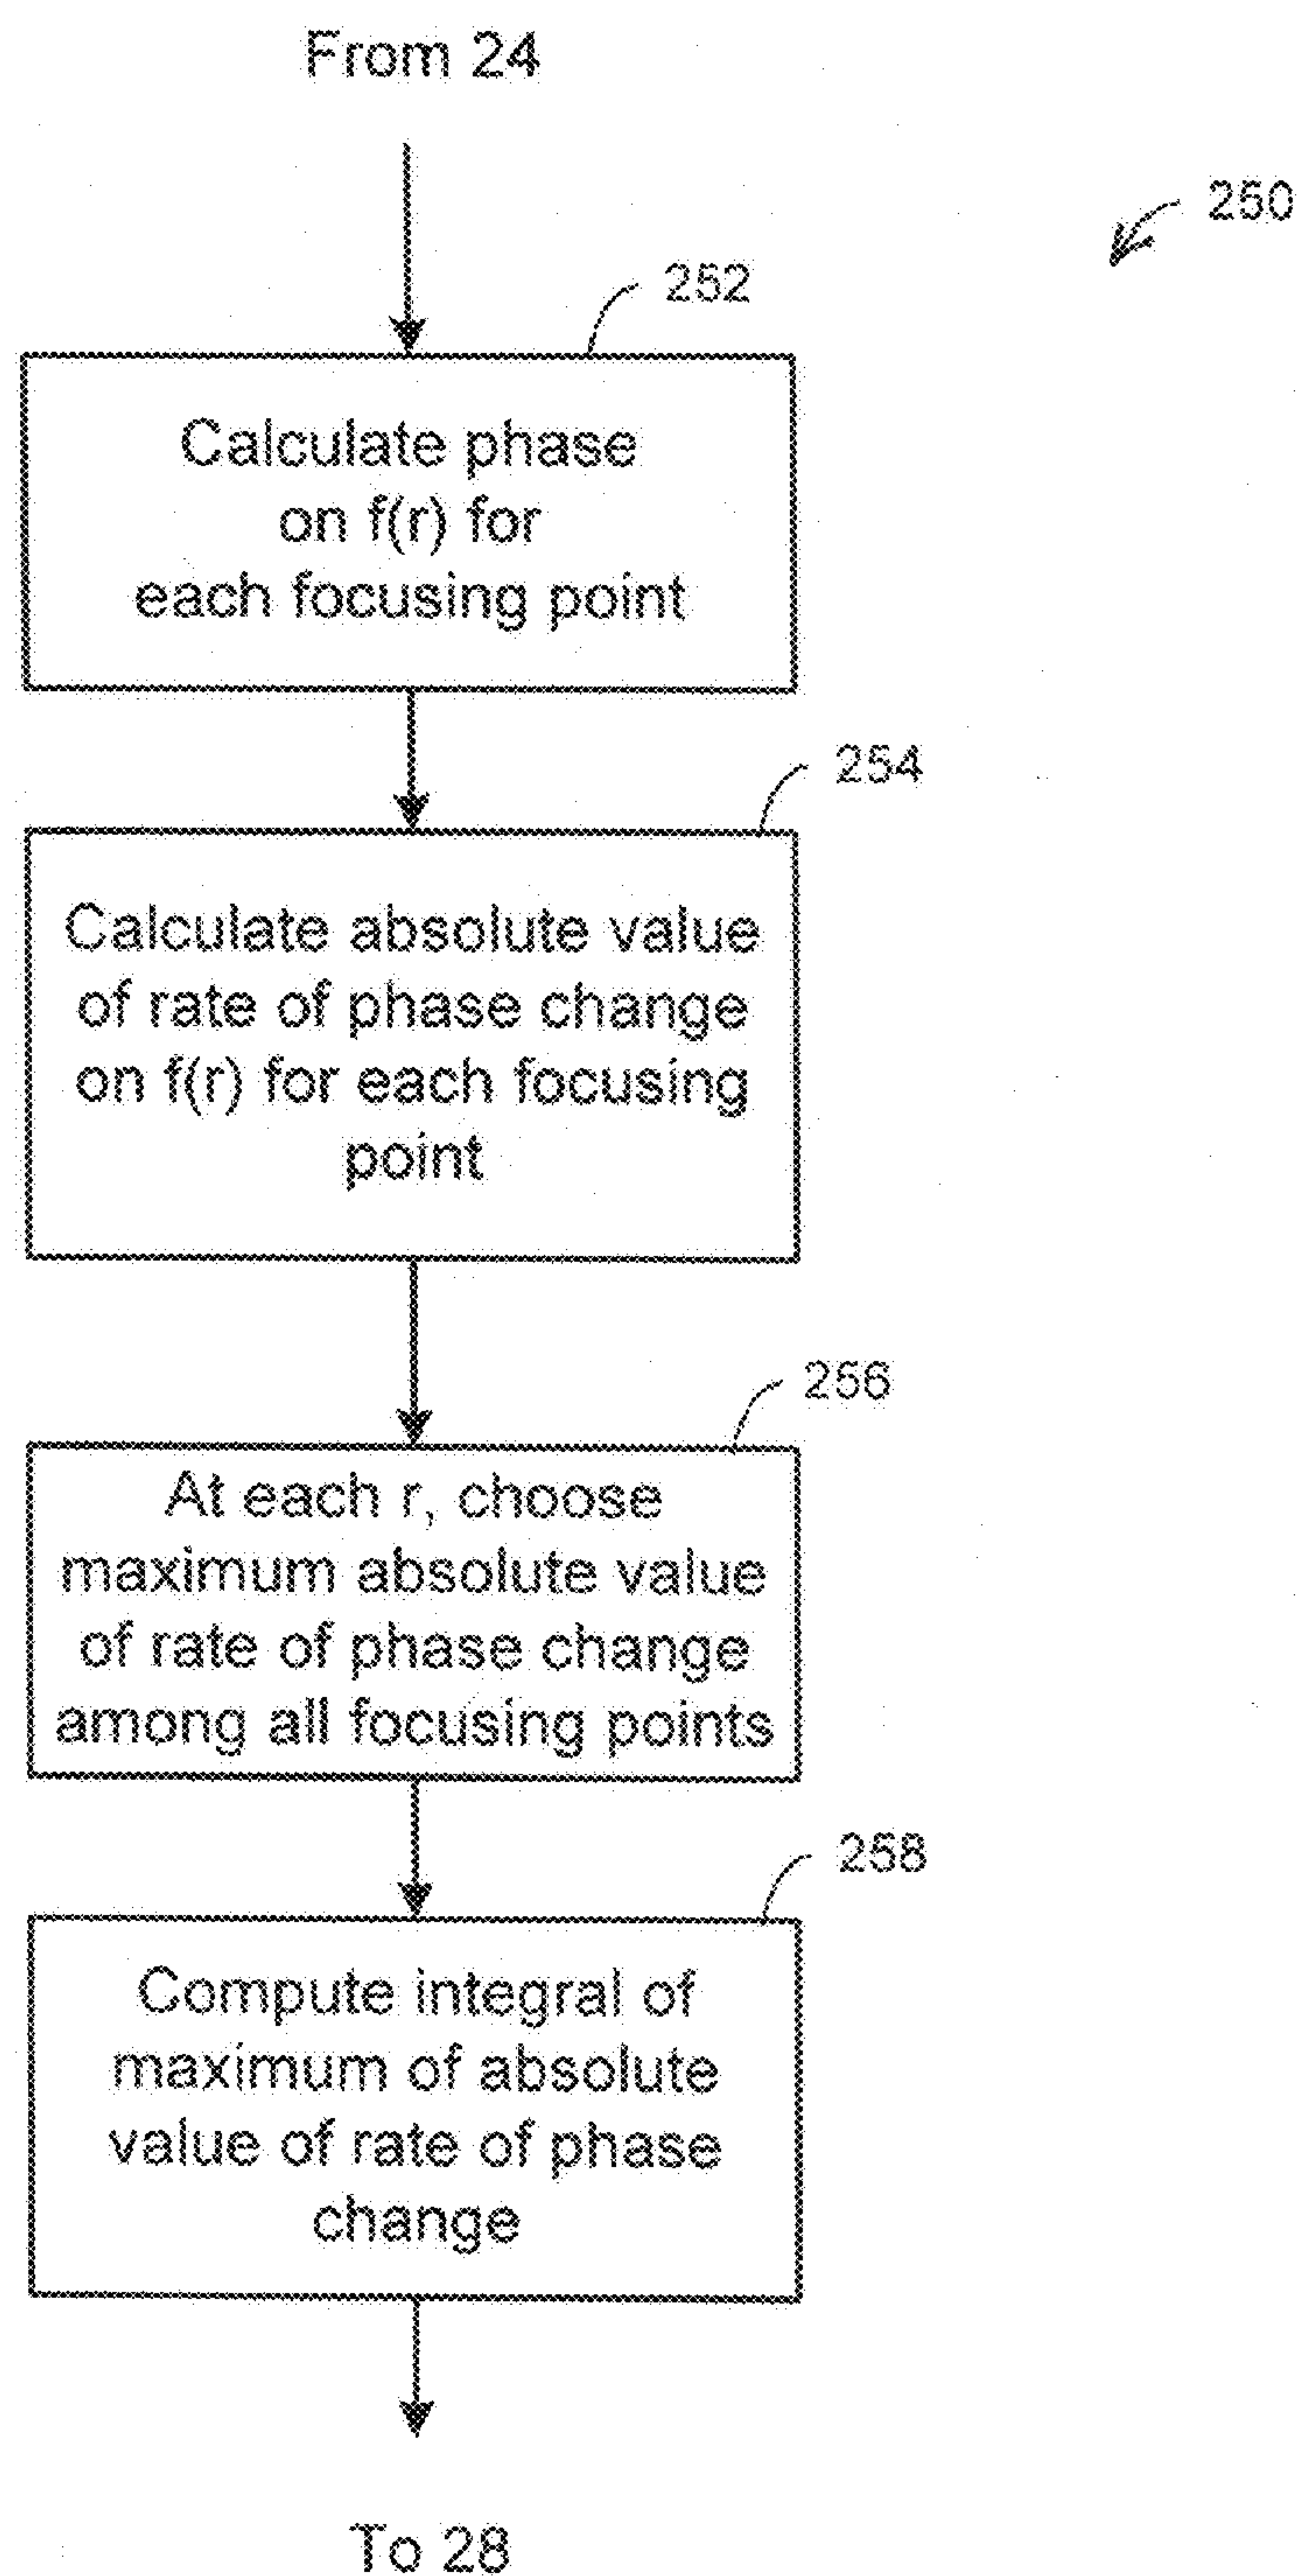 From 24
250
252
Calculate phase
on f(r) for
each focusing point
254
Calculate absolute value
of rate of phase change
on f(r) for each focusing
point
256
At each r, choose
maximum absolute value
of rate of phase change
among all focusing points
258
Compute integral of
maximum of absolute
value of rate of phase
change
To 28